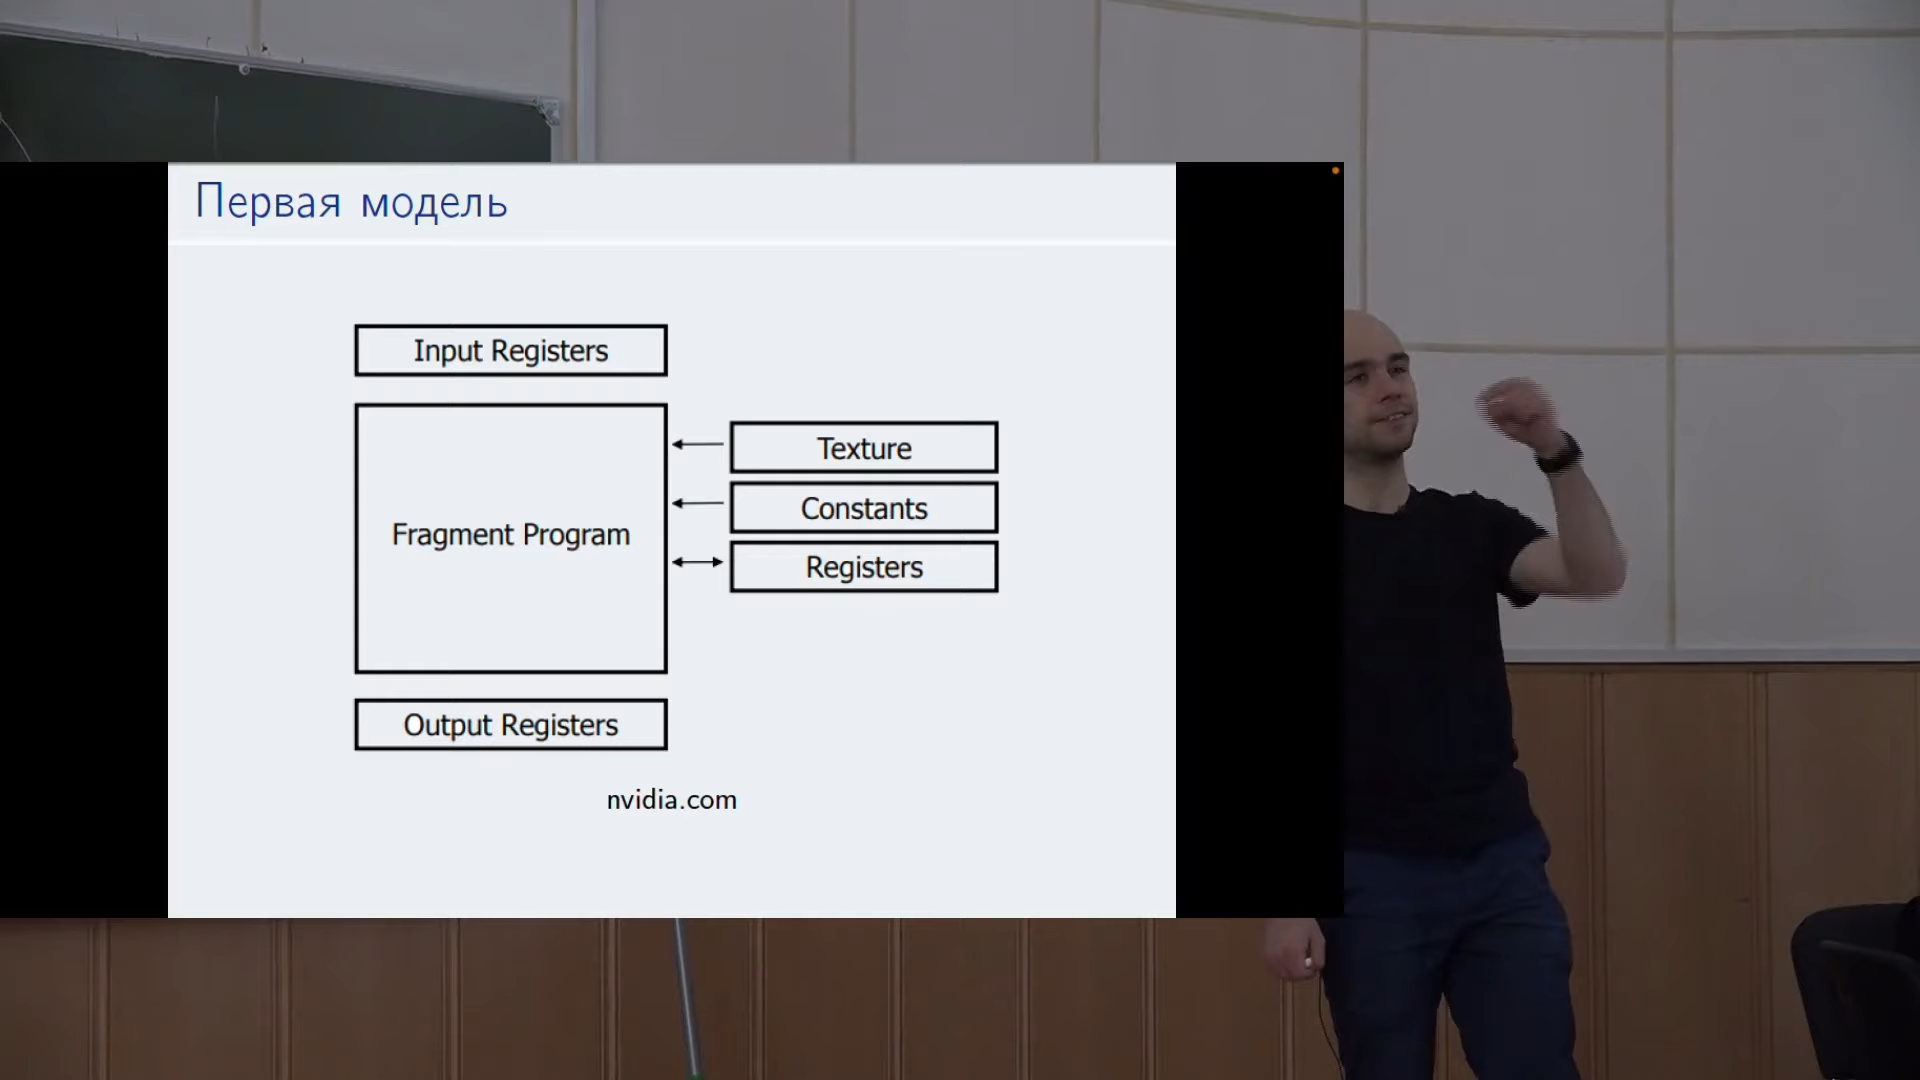 Первая модель
Input Registers
Texture
Constants
Fragment Program
Registers
Output Registers
nvidia.com